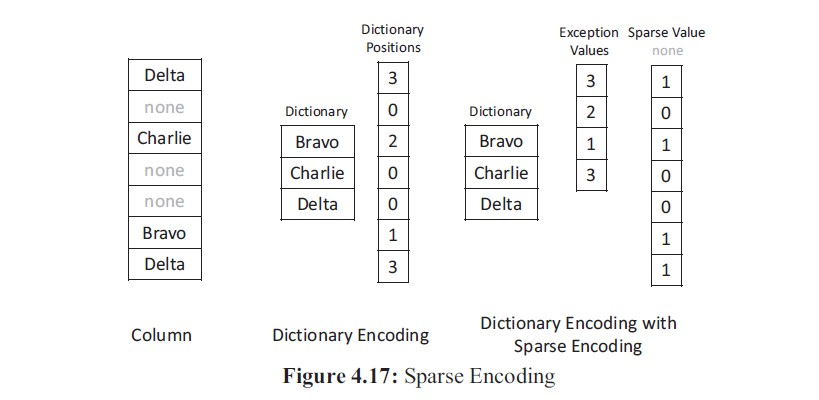 Dictionary
Positions
Exception
Values
Sparse Value
none
Delta
none
Charlie
none
none
Bravo
Delta
Dictionary
Bravo
Charlie
Delta
3
0
2
0
0
1
3
Dictionary
Bravo
Charlie
Delta
3
2
1
3
1
0
1
0
0
1
1
Column
Dictionary Encoding
Dictionary Encoding with
Sparse Encoding
Figure 4.17: Sparse Encoding